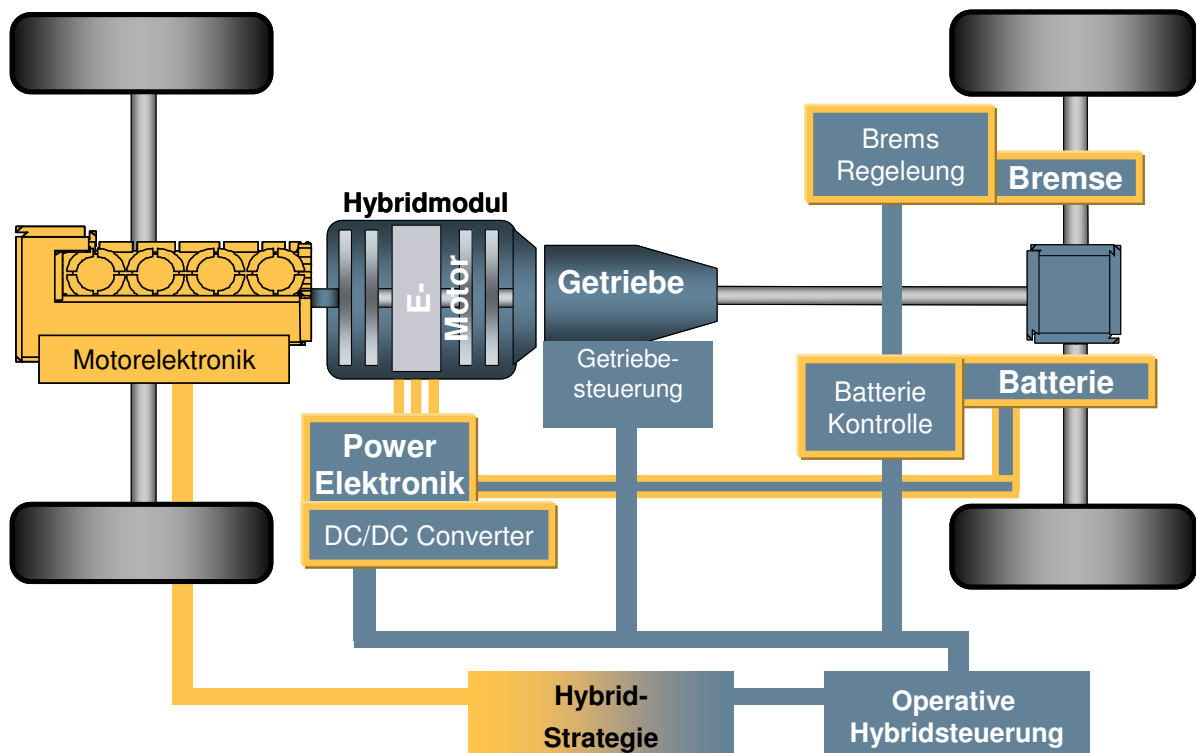 Brems
Regeleung
Bremse
Hybridmodul
E-
Motor
Getriebe
Motorelektronik
Getriebe-
steuerung
Batterie
Kontrolle
Batterie
Power
Elektronik
DC/DC Converter
Hybrid-
Strategie
Operative
Hybridsteuerung